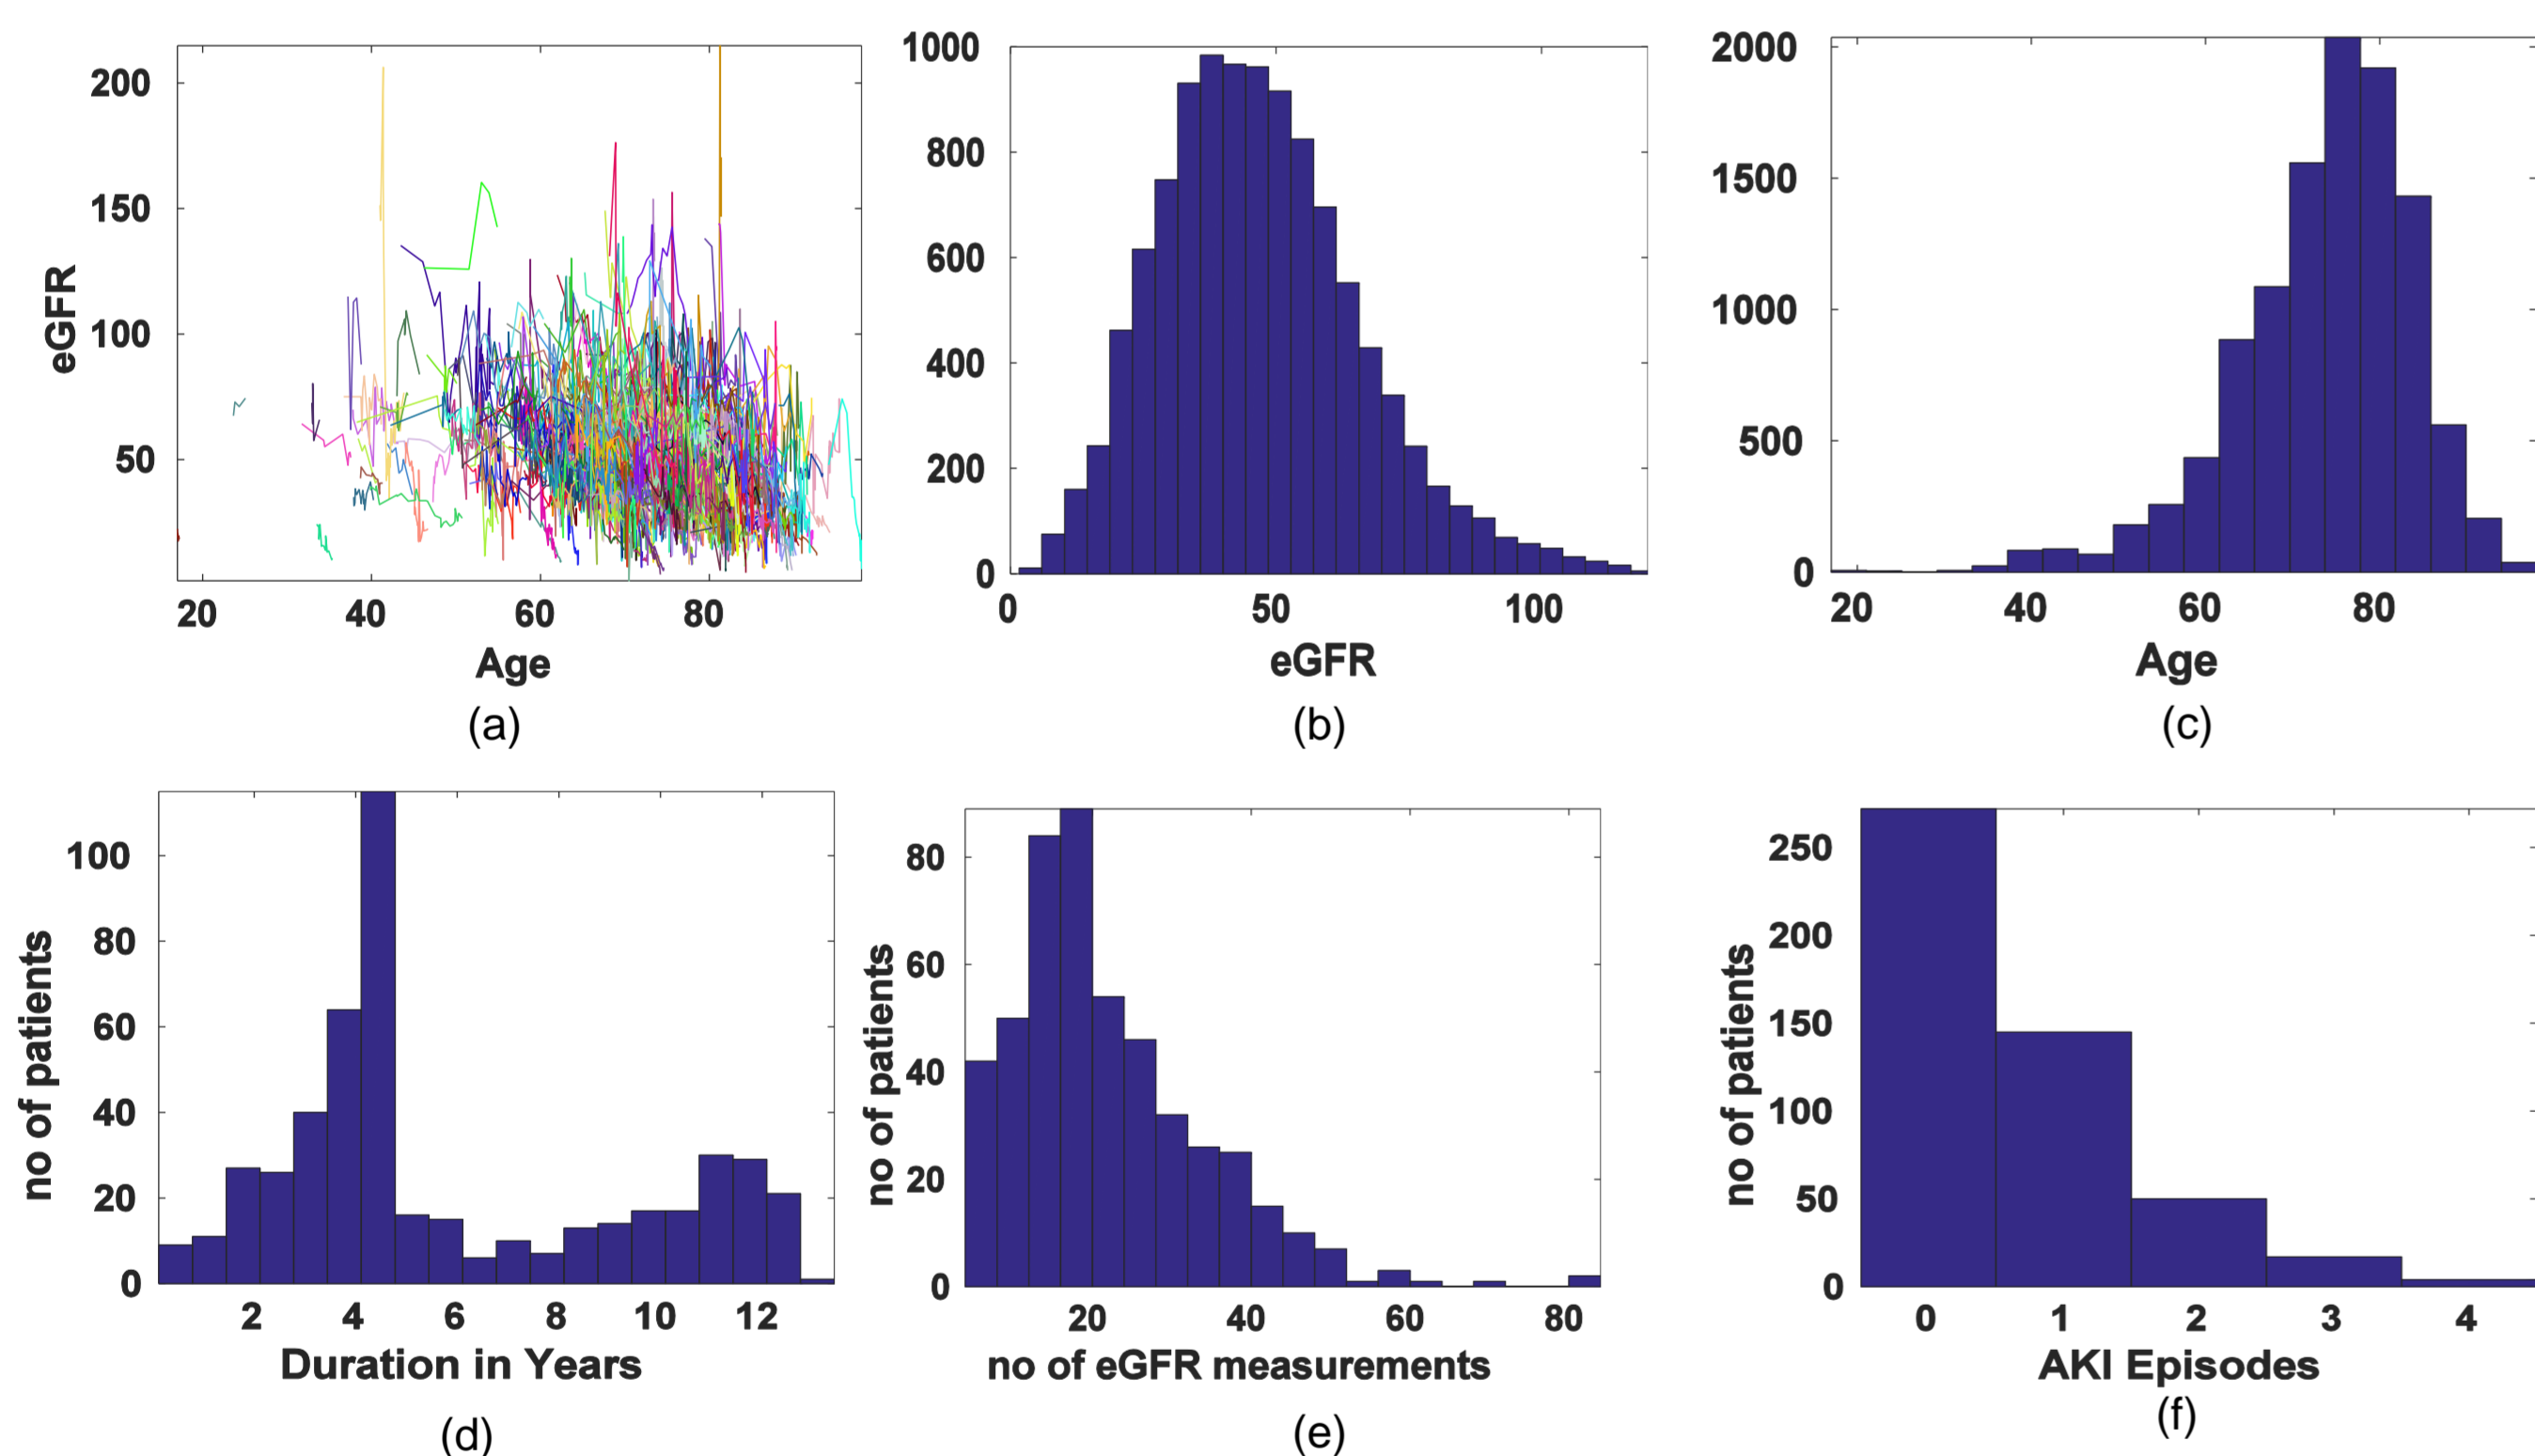 200
150
100
50
eGFR
20 40 60 80
Age
(a)
1000
800
600
400
200
0
0 50 100
eGFR
(b)
2000
1500
1000
500
0
20 40 60 80
Age
(c)
100
80
60
40
20
0
no of patients
2 4 6 8 10 12
Duration in Years
(d)
80
60
40
20
0
no of patients
20 40 60 80
no of eGFR measurements
(e)
250
200
150
100
50
0
no of patients
0 1 2 3 4
AKI Episodes
(f)